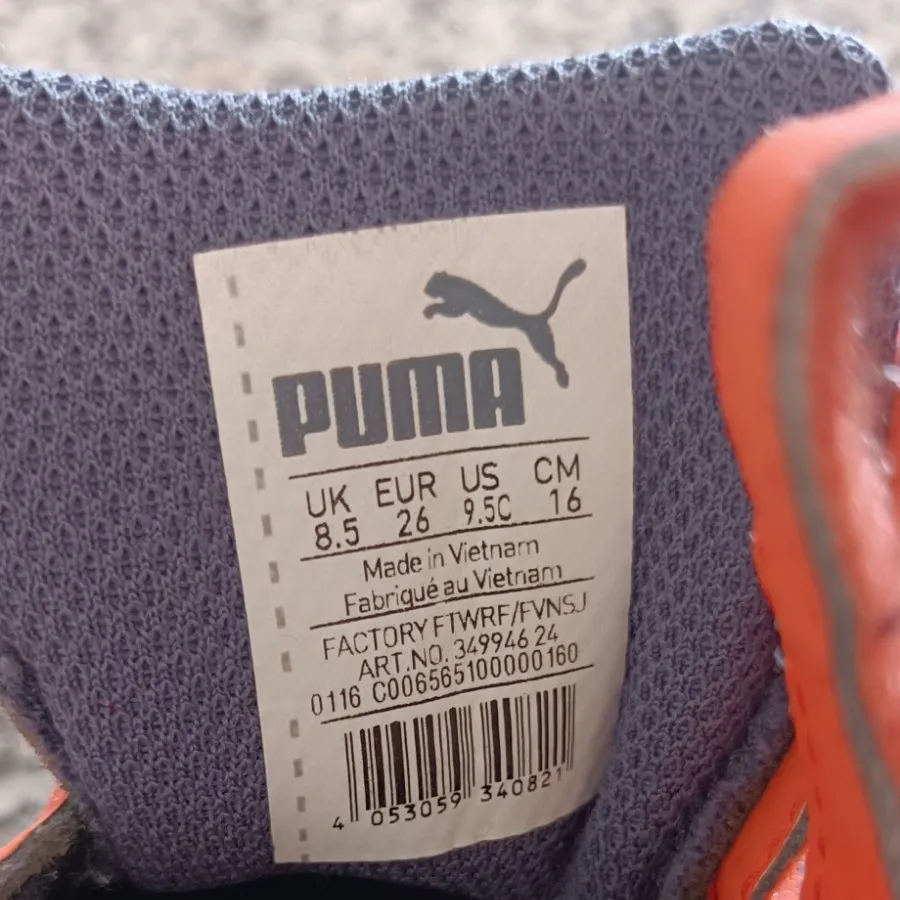 PUMA
UK EUR US CM
8.5 26 9.5C 16
Made in Vietnam
Fabriqué au Vietnam
FACTORY FTWRF/FVNSJ
ART.NO. 349946 24
0116 C006565100000160
4 053059 340821